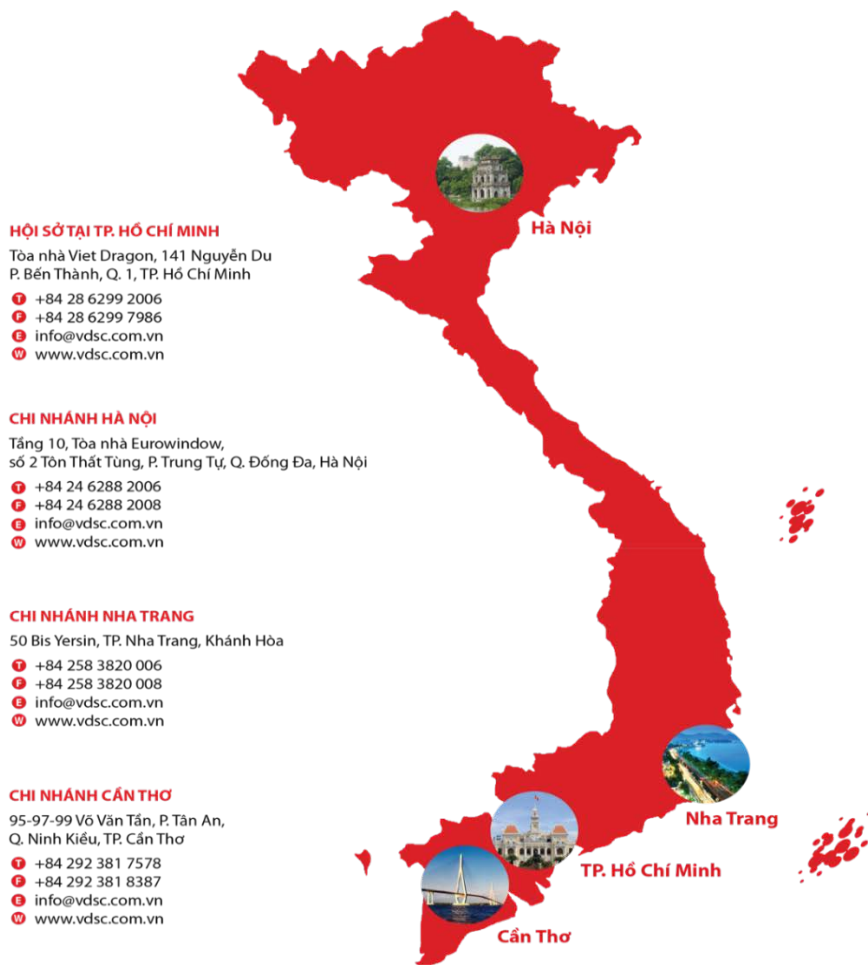 HỘI SỞ TẠI TP. HỒ CHÍ MINH
Tòa nhà Viet Dragon, 141 Nguyễn Du
P. Bến Thành, Q. 1, TP. Hồ Chí Minh
T +84 28 6299 2006
F +84 28 6299 7986
E info@vdsc.com.vn
W www.vdsc.com.vn
CHI NHÁNH HÀ NỘI
Tầng 10, Tòa nhà Eurowindow,
số 2 Tôn Thất Tùng, P. Trung Tự, Q. Đống Đa, Hà Nội
T +84 24 6288 2006
F +84 24 6288 2008
E info@vdsc.com.vn
W www.vdsc.com.vn
CHI NHÁNH NHA TRANG
50 Bis Yersin, TP. Nha Trang, Khánh Hòa
T +84 258 3820 006
F +84 258 3820 008
E info@vdsc.com.vn
W www.vdsc.com.vn
CHI NHÁNH CẦN THƠ
95-97-99 Võ Văn Tần, P. Tân An,
Q. Ninh Kiều, TP. Cần Thơ
T +84 292 381 7578
F +84 292 381 8387
E info@vdsc.com.vn
W www.vdsc.com.vn
Hà Nội
Nha Trang
TP. Hồ Chí Minh
Cần Thơ